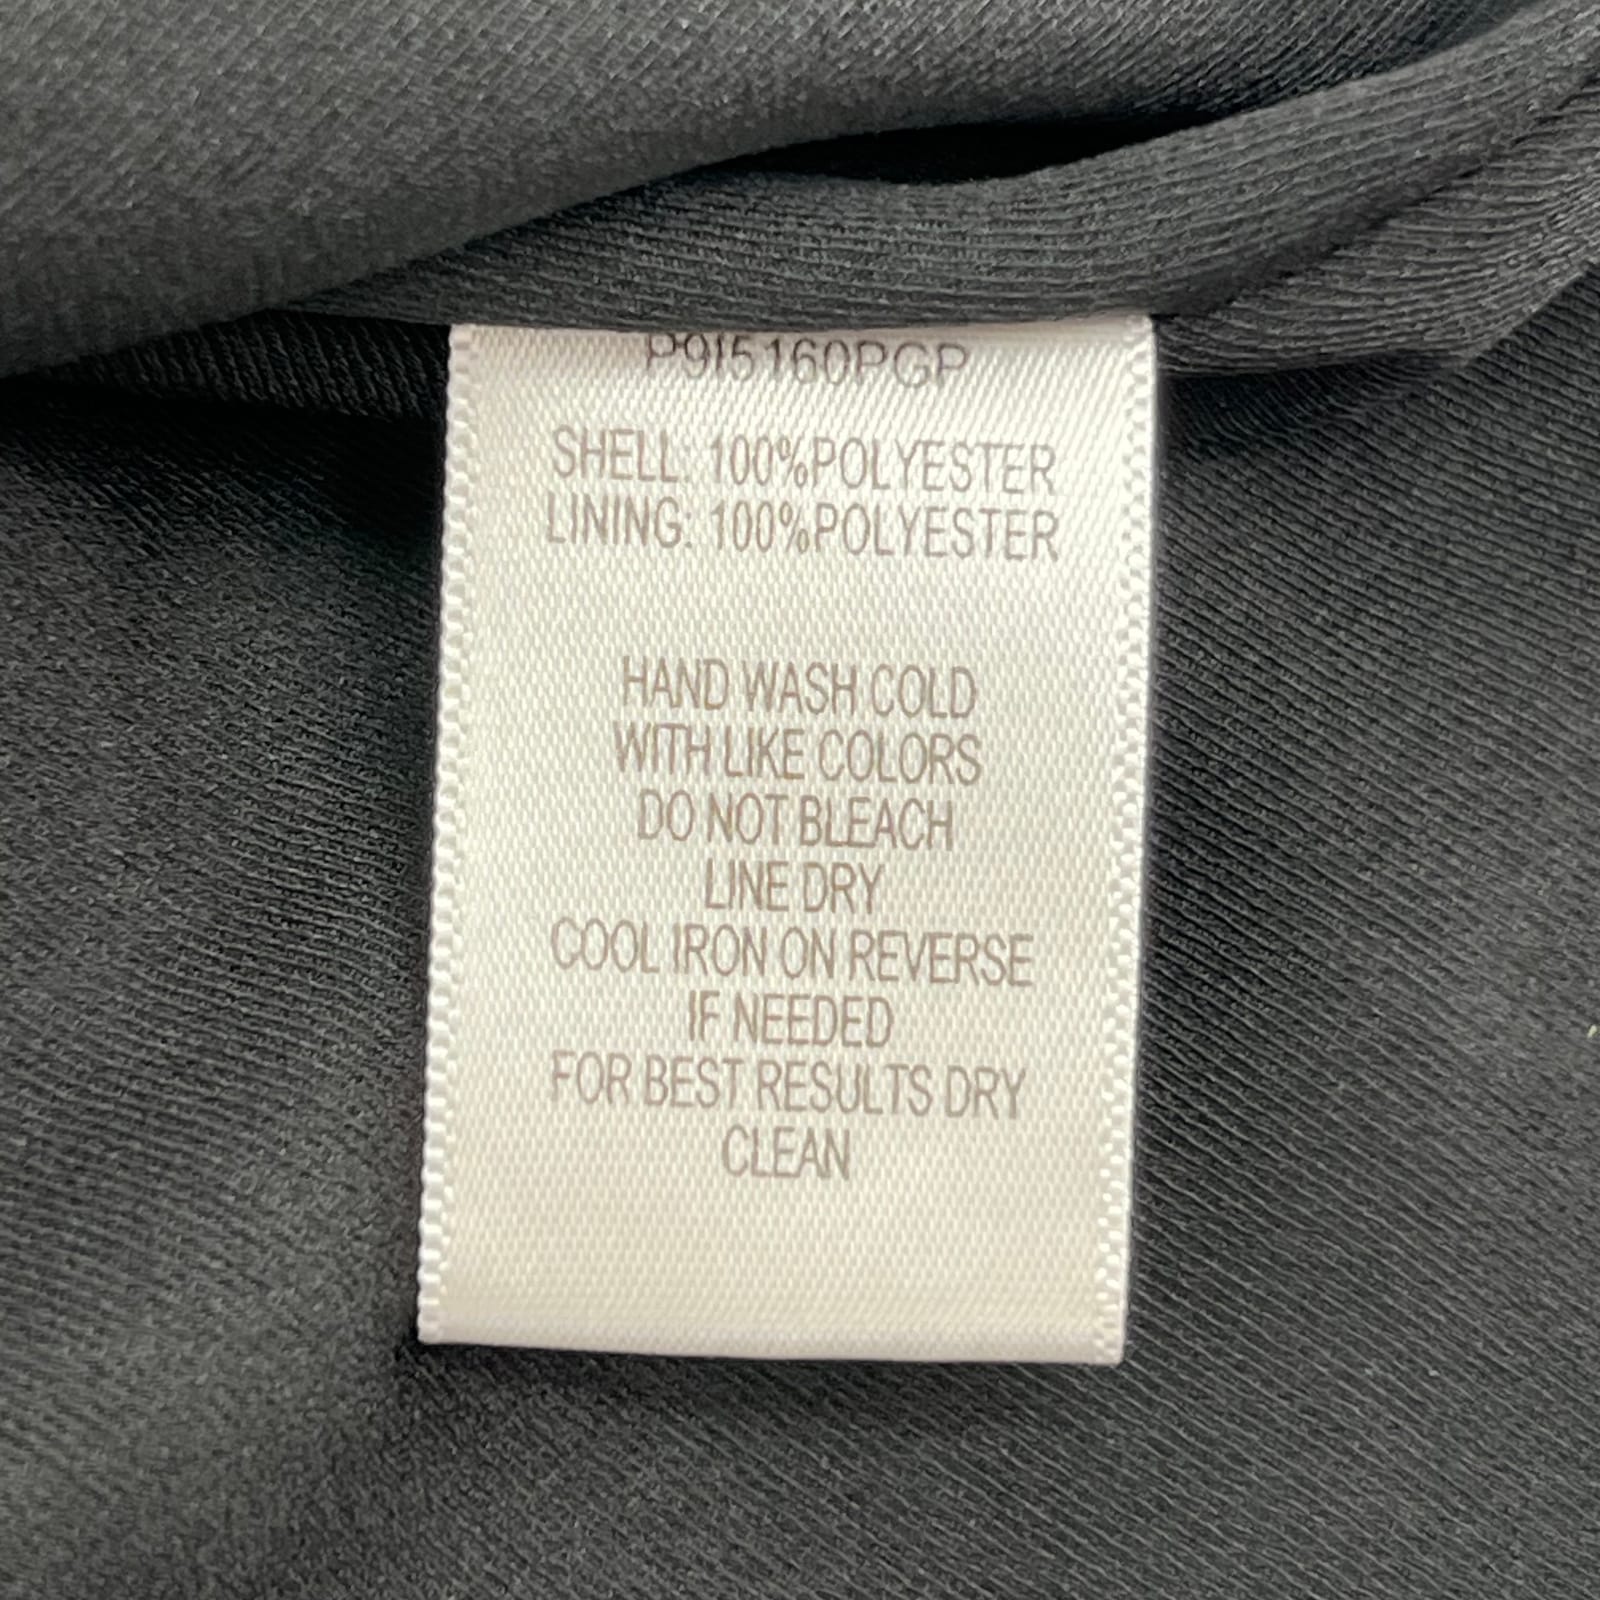 P9I5160PGP
SHELL: 100%POLYESTER
LINING: 100%POLYESTER
HAND WASH COLD
WITH LIKE COLORS
DO NOT BLEACH
LINE DRY
COOL IRON ON REVERSE
IF NEEDED
FOR BEST RESULTS DRY
CLEAN